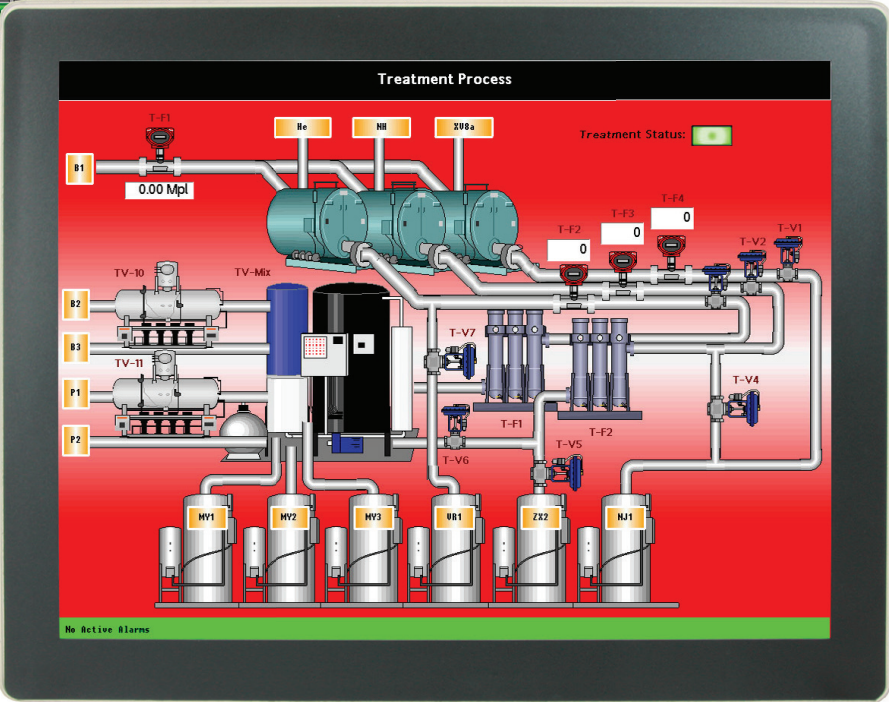 Treatment Process
T-F1
He
NH
XV8a
Treatment Status:
B1
0.00 Mpl
T-F2
T-F3
T-F4
0
0
0
T-V2
T-V1
TV-10
TV-Mix
B2
B3
TV-11
T-V7
P1
T-V4
P2
T-F1
T-F2
T-V6
T-V5
MY1
MY2
MY3
VR1
ZX2
NJ1
No Active Alarms